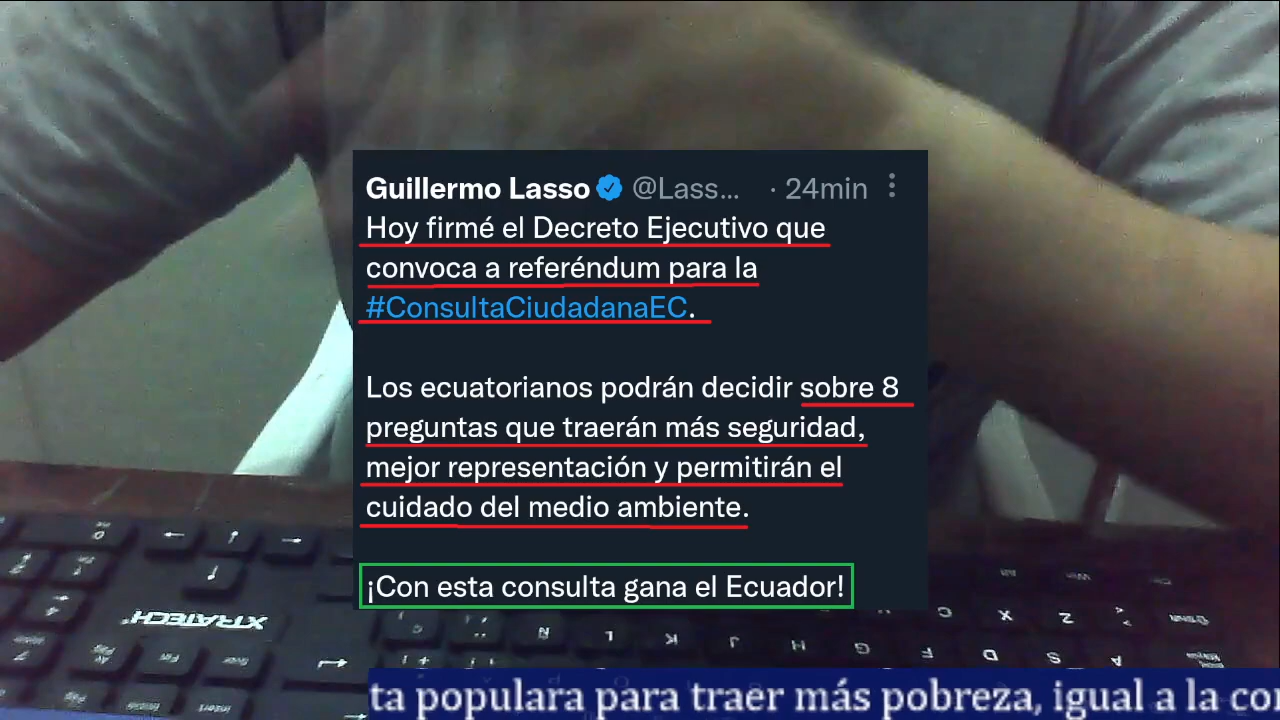 Guillermo Lasso @Lass... · 24min
Hoy firmé el Decreto Ejecutivo que
convoca a referéndum para la
#ConsultaCiudadanaEC.
Los ecuatorianos podrán decidir sobre 8
preguntas que traerán más seguridad,
mejor representación y permitirán el
cuidado del medio ambiente.
¡Con esta consulta gana el Ecuador!
XTRATECH
Ñ L K J H G F D S A
C X Z
ta populara para traer más pobreza, igual a la con